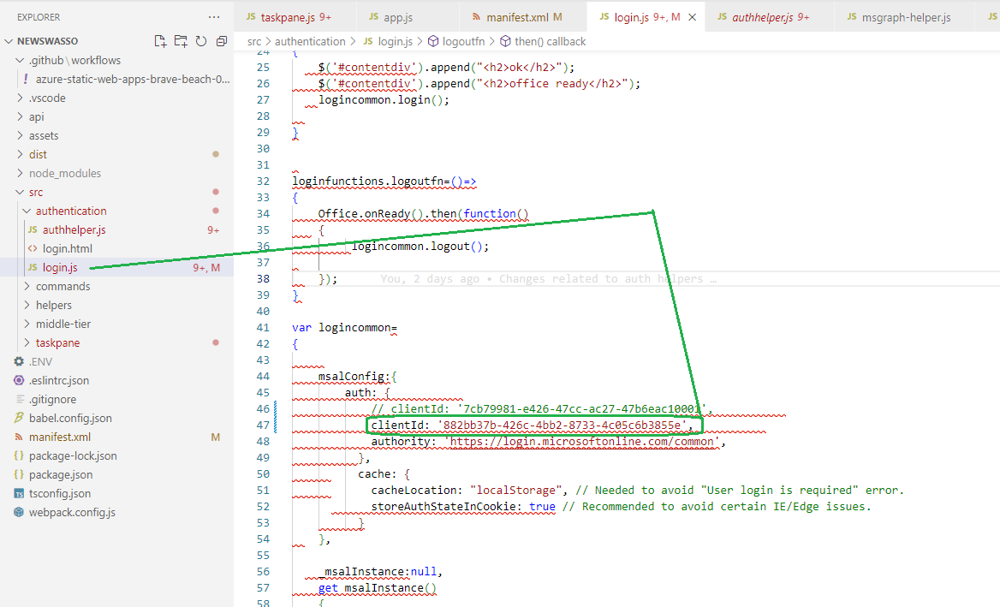 EXPLORER ···
JS taskpane.js 9+ JS app.js manifest.xml M JS login.js 9+, M × JS authhelper.js 9+ JS msgraph-helper.js JS
NEWSWASSO
src > authentication > JS login.js > logoutfn > then() callback
.github \ workflows
! azure-static-web-apps-brave-beach-0...
.vscode
api
assets
dist
node_modules
src
authentication
JS authhelper.js 9+
<> login.html
JS login.js 9+, M
commands
helpers
middle-tier
taskpane
.ENV
.eslintrc.json
.gitignore
babel.config.json
manifest.xml M
{} package-lock.json
{} package.json
TS tsconfig.json
webpack.config.js
24 {
25 $('#contentdiv').append("<h2>ok</h2>");
26 $('#contentdiv').append("<h2>office ready</h2>");
27 logincommon.login();
28
29 }
30
31
32 loginfunctions.logoutfn=()=>
33 {
34 Office.onReady().then(function()
35 {
36 logincommon.logout();
37
38 }); You, 2 days ago • Changes related to auth helpers …
39 }
40
41 var logincommon=
42 {
43
44 msalConfig:{
45 auth: {
46 // clientId: '7cb79981-e426-47cc-ac27-47b6eac10001',
47 clientId: '882bb37b-426c-4bb2-8733-4c05c6b3855e',
48 authority: 'https://login.microsoftonline.com/common',
49 },
50 cache: {
51 cacheLocation: "localStorage", // Needed to avoid "User login is required" error.
52 storeAuthStateInCookie: true // Recommended to avoid certain IE/Edge issues.
53 }
54 },
55
56 _msalInstance:null,
57 get msalInstance()
58 {